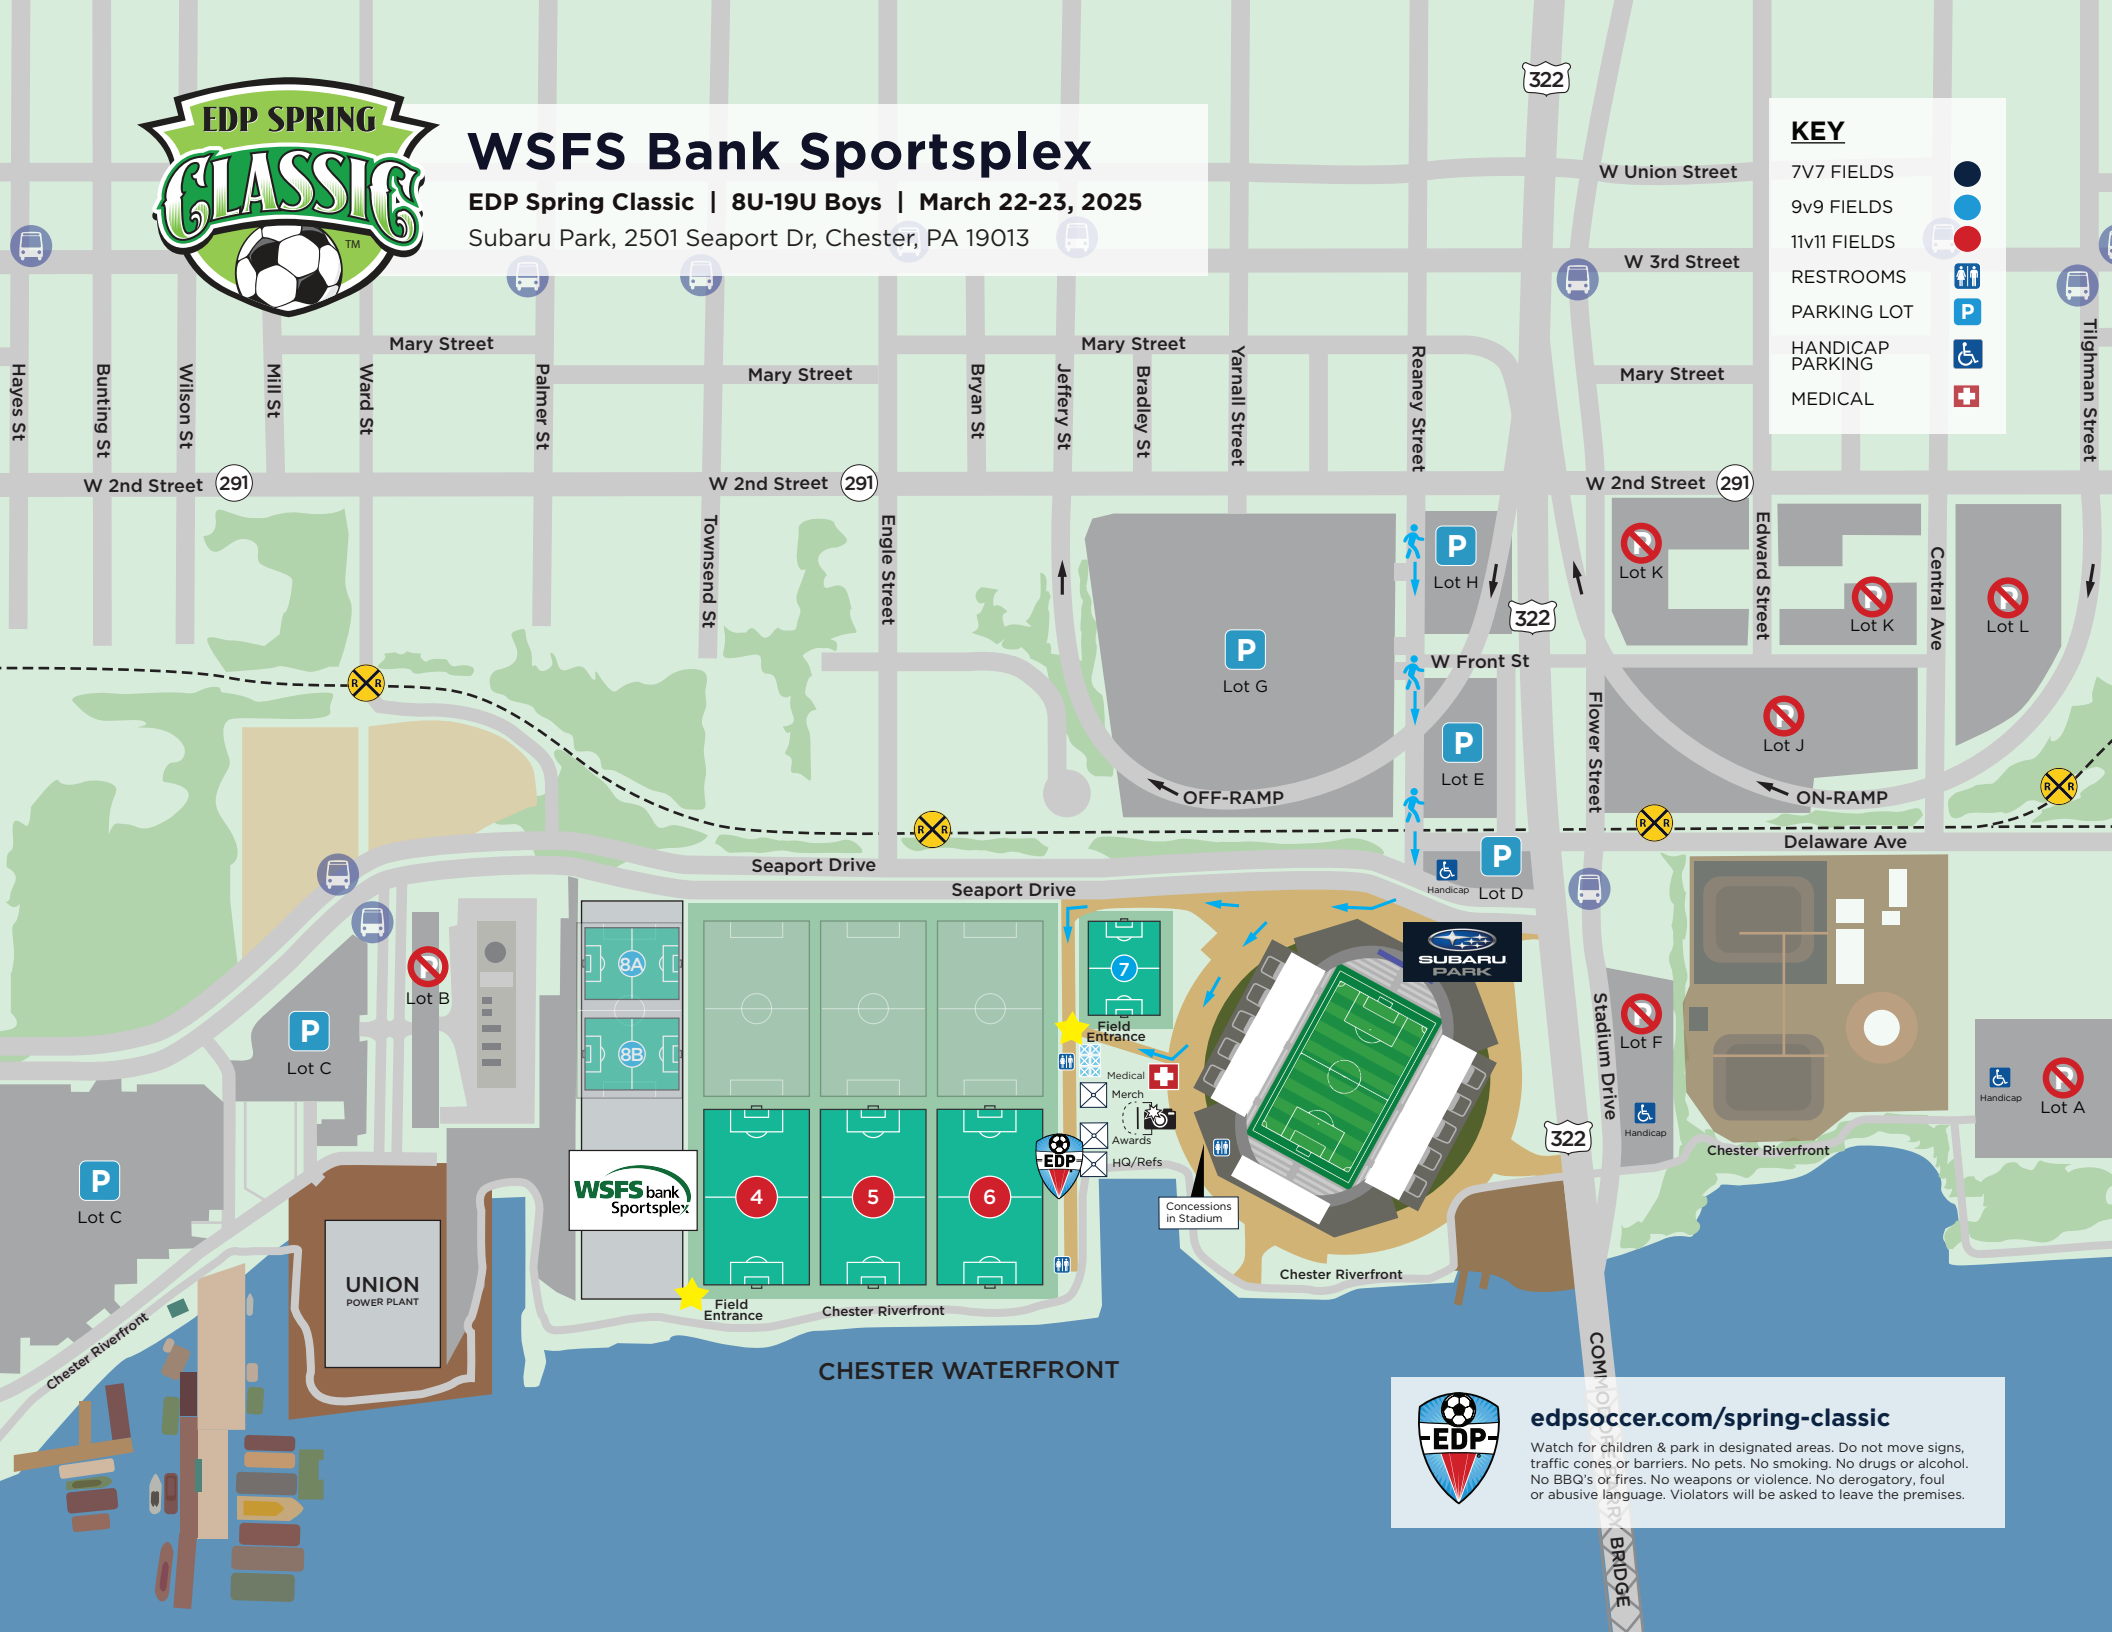 EDP SPRING
CLASSIC
TM
WSFS Bank Sportsplex
EDP Spring Classic | 8U-19U Boys | March 22-23, 2025
Subaru Park, 2501 Seaport Dr, Chester, PA 19013
KEY
7V7 FIELDS
9v9 FIELDS
11v11 FIELDS
RESTROOMS
PARKING LOT
P
HANDICAP
PARKING
MEDICAL
322
W Union Street
W 3rd Street
Mary Street
Mary Street
Mary Street
Mary Street
Hayes St
Bunting St
Wilson St
Mill St
Ward St
Palmer St
Bryan St
Jeffery St
Bradley St
Yarnall Street
Reaney Street
Tilghman Street
W 2nd Street
291
W 2nd Street
291
W 2nd Street
291
Townsend St
Engle Street
Edward Street
Central Ave
P
Lot H
Lot K
Lot K
Lot L
322
P
Lot G
W Front St
R R
Flower Street
Lot J
P
Lot E
OFF-RAMP
ON-RAMP
R R
R R
R R
Delaware Ave
Seaport Drive
Seaport Drive
Handicap
P
Lot D
SUBARU
PARK
8A
8B
7
Lot B
P
Lot C
Field
Entrance
Medical
Merch
Awards
HQ/Refs
EDP
Stadium Drive
Lot F
Handicap
Handicap
Lot A
322
Chester Riverfront
P
Lot C
WSFS bank
Sportsplex
4
5
6
Concessions
in Stadium
Chester Riverfront
UNION
POWER PLANT
Field
Entrance
Chester Riverfront
Chester Riverfront
CHESTER WATERFRONT
COMMODORE BARRY BRIDGE
EDP
edpsoccer.com/spring-classic
Watch for children & park in designated areas. Do not move signs,
traffic cones or barriers. No pets. No smoking. No drugs or alcohol.
No BBQ's or fires. No weapons or violence. No derogatory, foul
or abusive language. Violators will be asked to leave the premises.